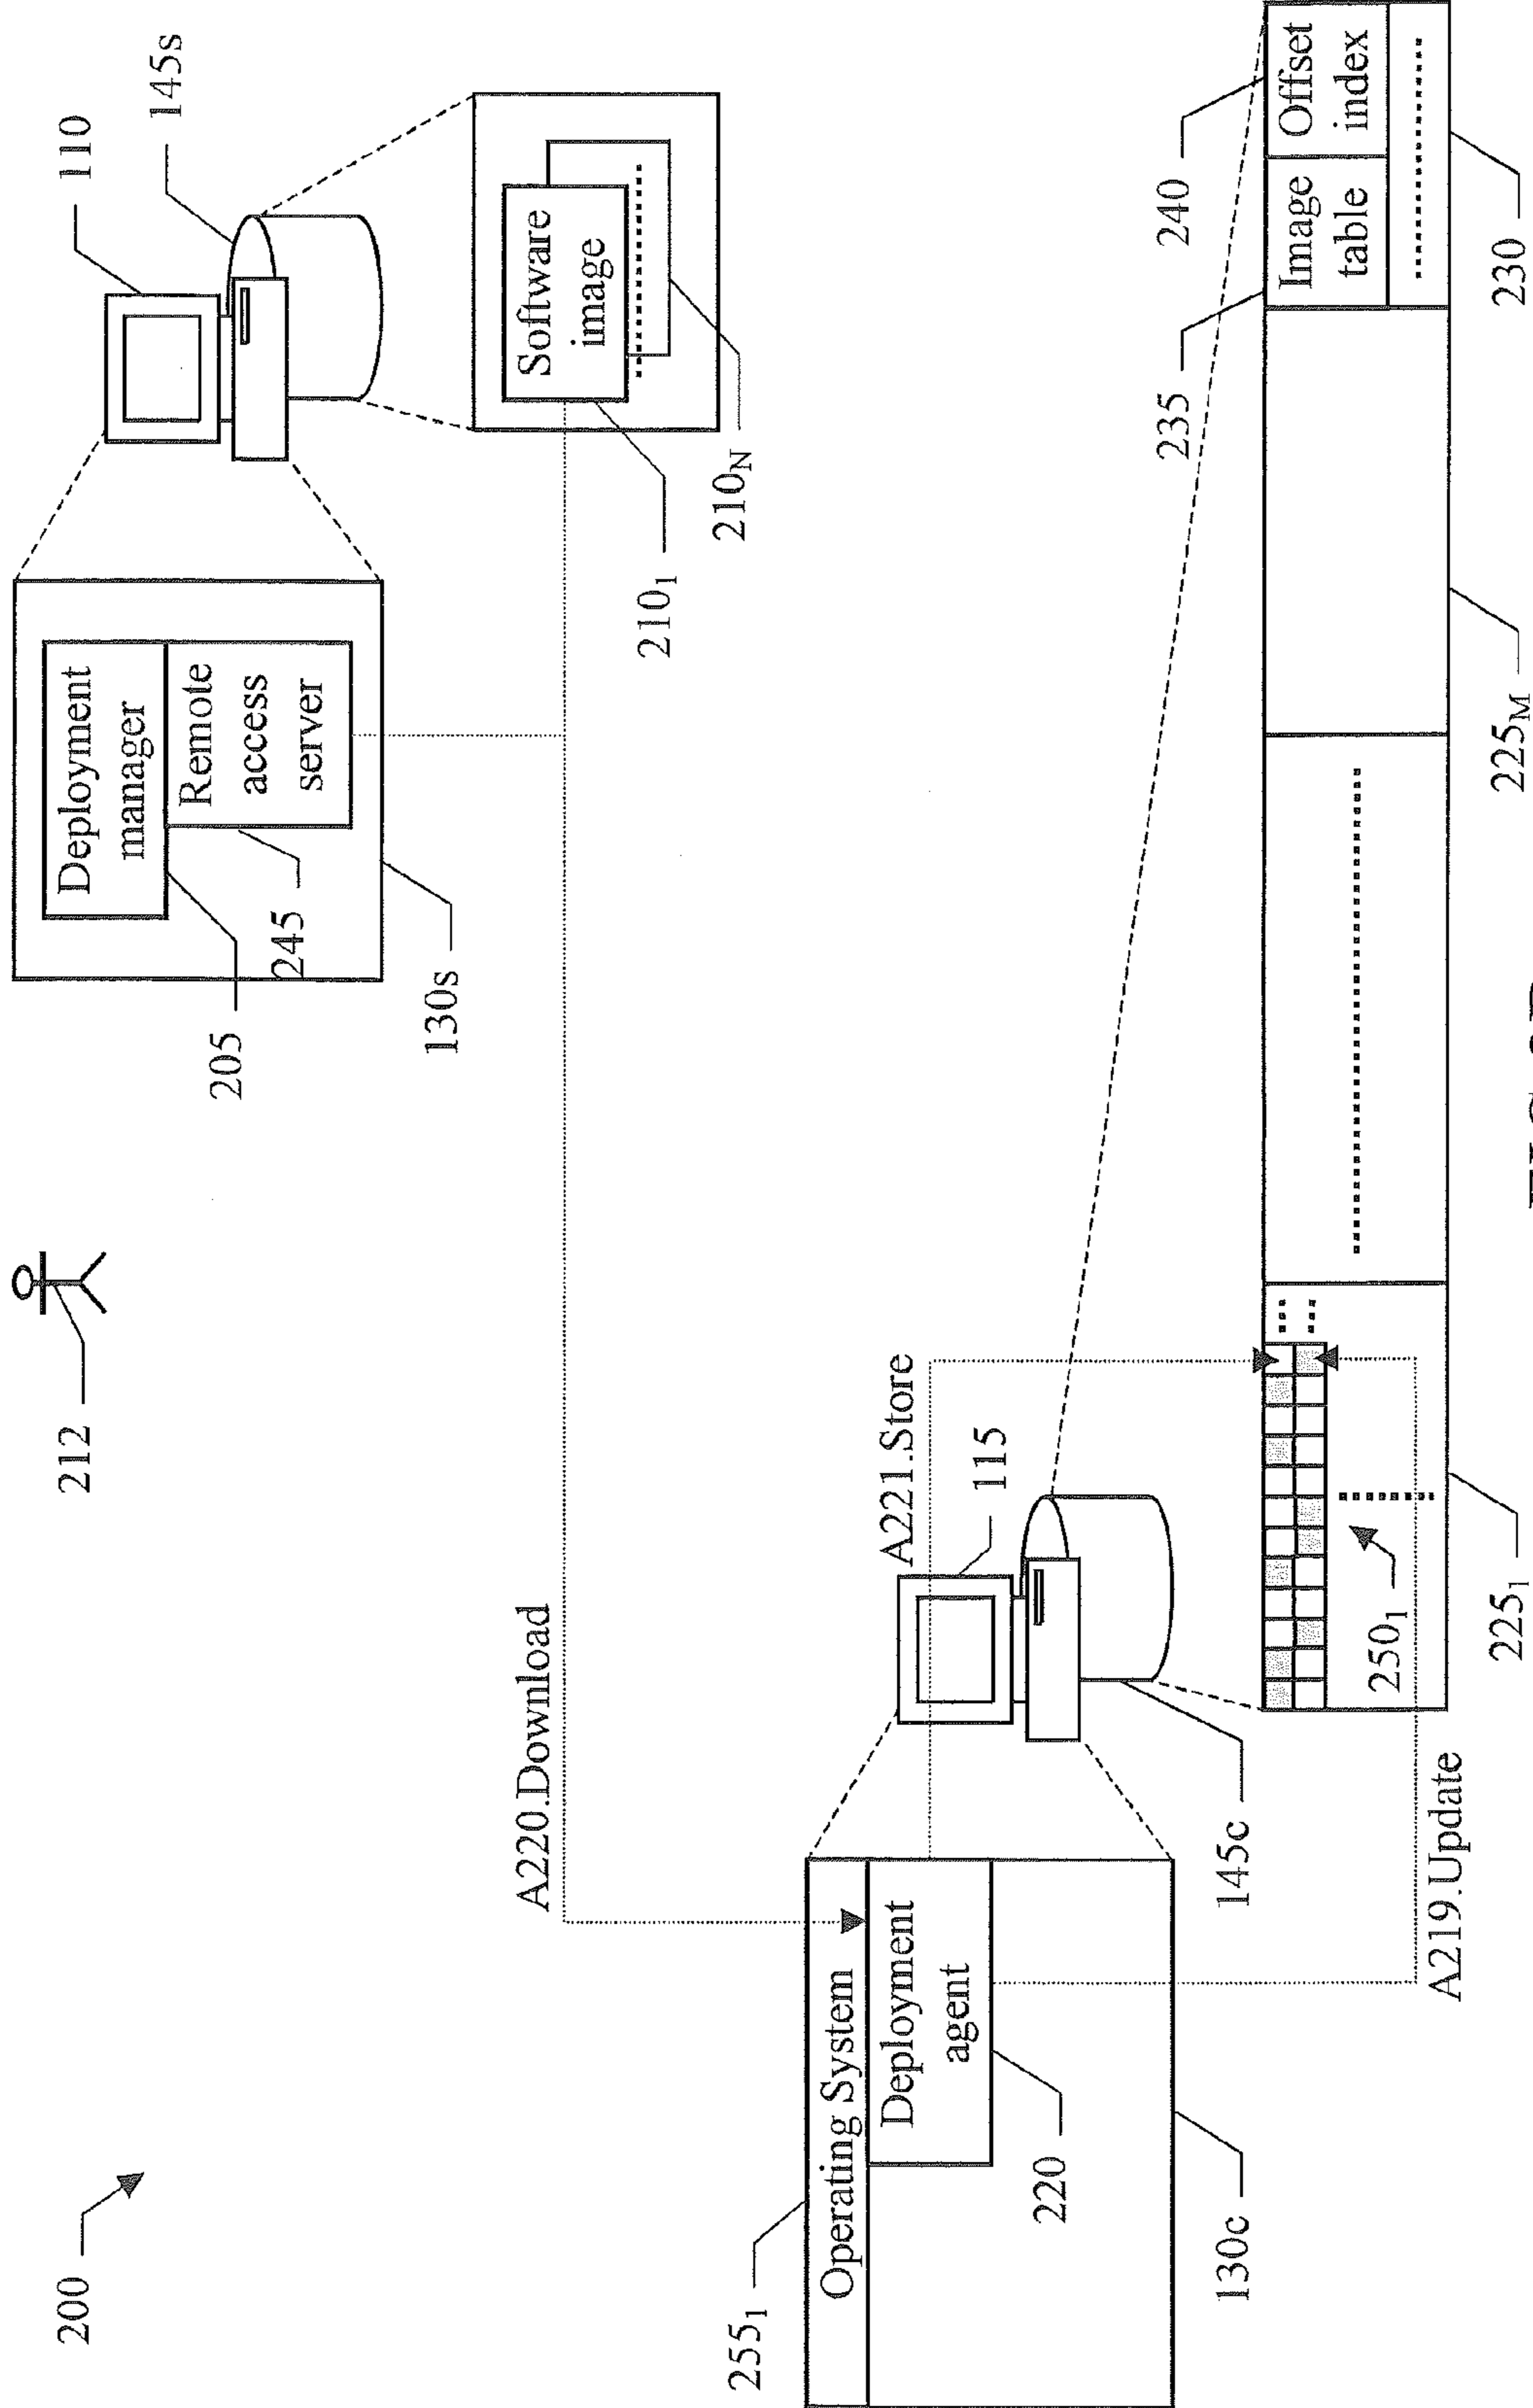 200
212
110
145s
Deployment
manager
Remote
access
server
205
245
130s
Software
image
210₁
210N
A220.Download
255₁
Operating System
Deployment
agent
220
130c
A221.Store
115
145c
A219.Update
250₁
225₁
225M
235
240
Image
table
Offset
index
230